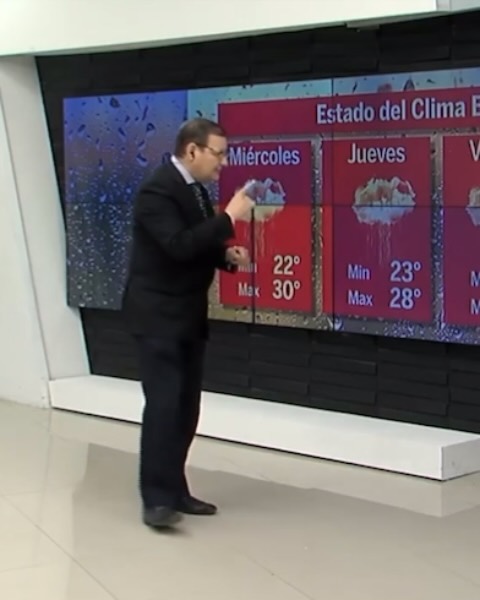 Estado del Clima
Miércoles
22°
Max 30°
Jueves
Min 23°
Max 28°